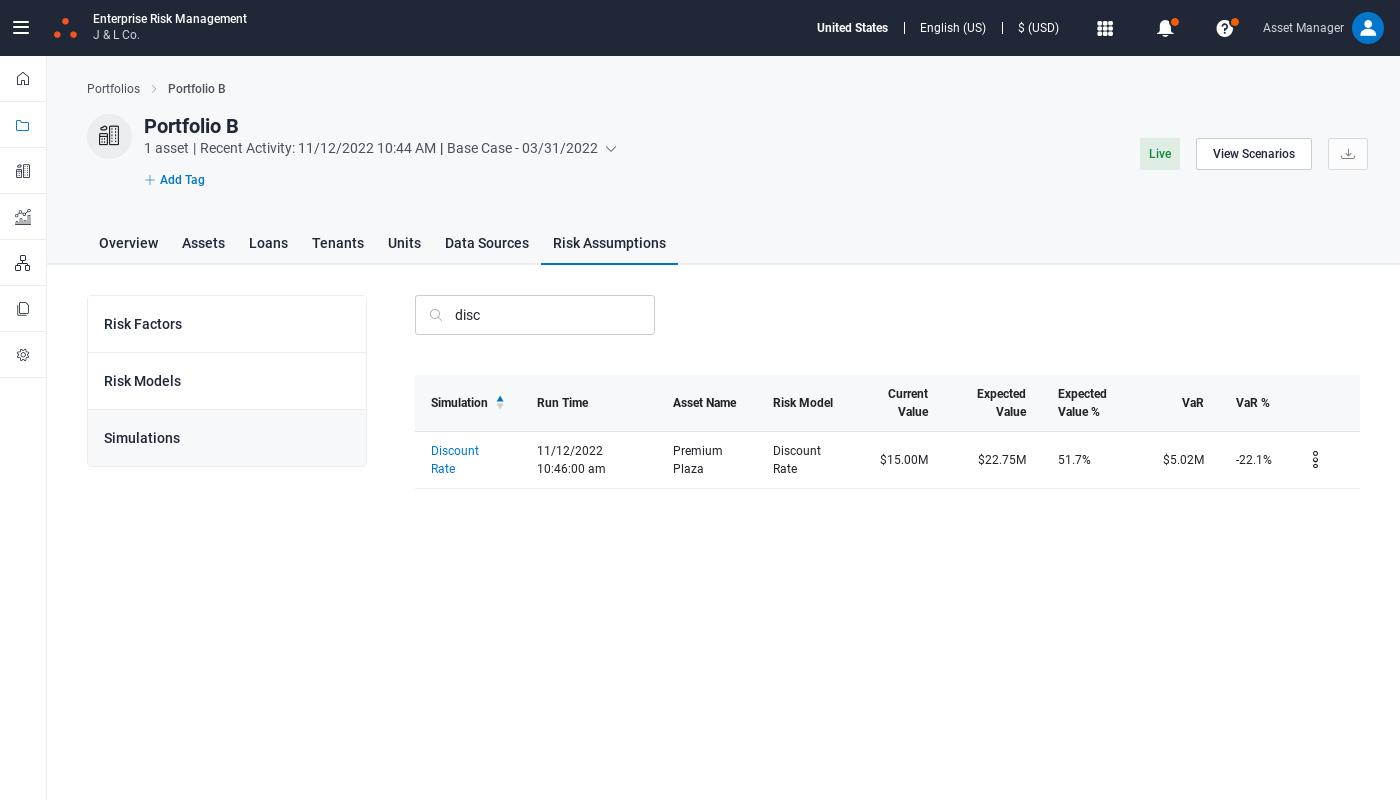 Enterprise Risk Management
J & L Co.
United States | English (US) | $ (USD)
Asset Manager
Portfolios > Portfolio B
Portfolio B
1 asset | Recent Activity: 11/12/2022 10:44 AM | Base Case - 03/31/2022
+ Add Tag
Live
View Scenarios
Overview Assets Loans Tenants Units Data Sources Risk Assumptions
Risk Factors
Risk Models
Simulations
disc
Simulation Run Time Asset Name Risk Model Current Value Expected Value Expected Value % VaR VaR %
Discount Rate 11/12/2022 10:46:00 am Premium Plaza Discount Rate $15.00M $22.75M 51.7% $5.02M -22.1%